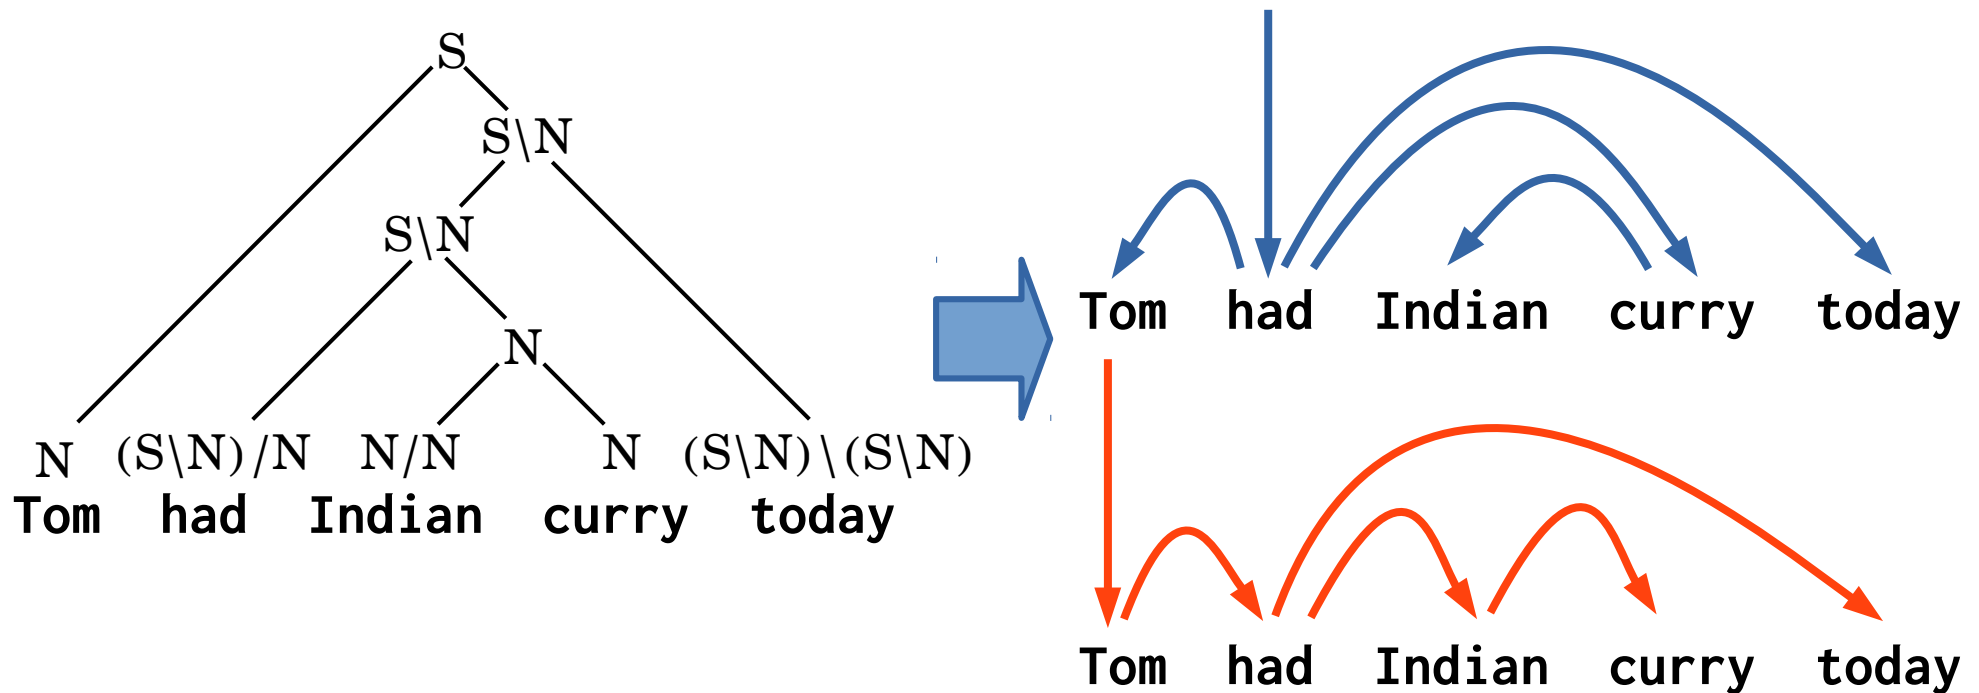 S
S\N
S\N
N
N (S\N)/N N/N N (S\N)\(S\N)
Tom had Indian curry today
Tom had Indian curry today
Tom had Indian curry today